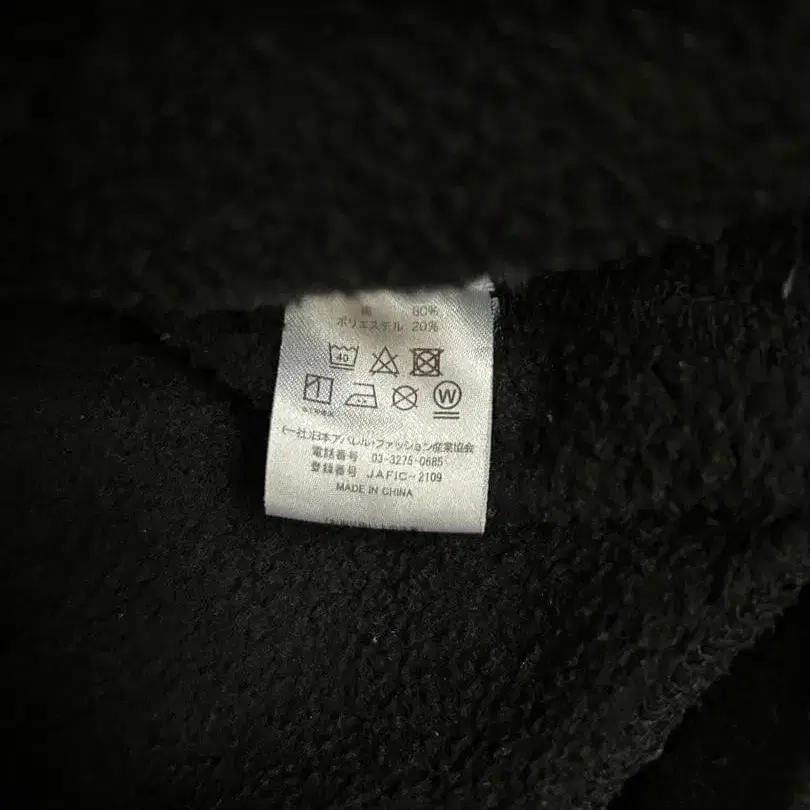 綿 80%
ポリエステル 20%
40
W
(一社)日本アパレル・ファッション産業協会
電話番号 03-3275-0685
登録番号 JAFIC-2109
MADE IN CHINA